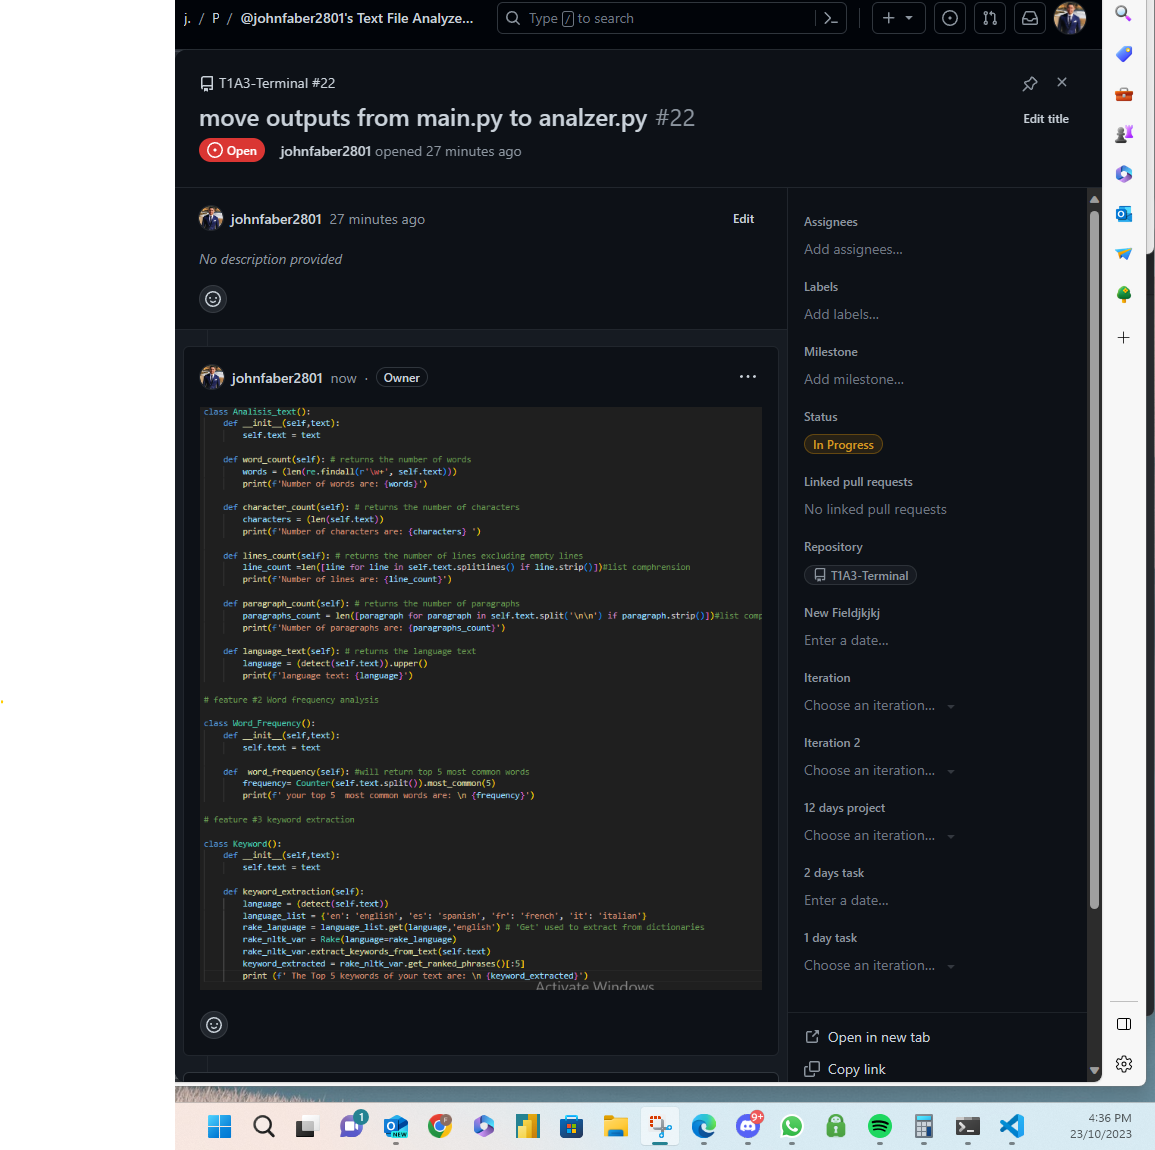 j. / P / @johnfaber2801's Text File Analyze...
Type / to search
T1A3-Terminal #22
move outputs from main.py to analzer.py #22
Edit title
Open
johnfaber2801 opened 27 minutes ago
johnfaber2801 27 minutes ago
Edit
No description provided
johnfaber2801 now · Owner
class Analisis_text():
def __init__(self,text):
self.text = text
def word_count(self): # returns the number of words
words = (len(re.findall(r'\w+', self.text)))
print(f'Number of words are: {words}')
def character_count(self): # returns the number of characters
characters = (len(self.text))
print(f'Number of characters are: {characters} ')
def lines_count(self): # returns the number of lines excluding empty lines
line_count =len([line for line in self.text.splitlines() if line.strip()])#list comphrension
print(f'Number of lines are: {line_count}')
def paragraph_count(self): # returns the number of paragraphs
paragraphs_count = len([paragraph for paragraph in self.text.split('\n\n') if paragraph.strip()])#list comp
print(f'Number of paragraphs are: {paragraphs_count}')
def language_text(self): # returns the language text
language = (detect(self.text)).upper()
print(f'language text: {language}')
# feature #2 Word frequency analysis
class Word_Frequency():
def __init__(self,text):
self.text = text
def word_frequency(self): #will return top 5 most common words
frequency= Counter(self.text.split()).most_common(5)
print(f' your top 5 most common words are: \n {frequency}')
# feature #3 keyword extraction
class Keyword():
def __init__(self,text):
self.text = text
def keyword_extraction(self):
language = (detect(self.text))
language_list = {'en': 'english', 'es': 'spanish', 'fr': 'french', 'it': 'italian'}
rake_language = language_list.get(language,'english') # 'Get' used to extract from dictionaries
rake_nltk_var = Rake(language=rake_language)
rake_nltk_var.extract_keywords_from_text(self.text)
keyword_extracted = rake_nltk_var.get_ranked_phrases()[:5]
print (f' The Top 5 keywords of your text are: \n {keyword_extracted}')
Activate Windows
Assignees
Add assignees...
Labels
Add labels...
Milestone
Add milestone...
Status
In Progress
Linked pull requests
No linked pull requests
Repository
T1A3-Terminal
New Fieldjkjkj
Enter a date...
Iteration
Choose an iteration...
Iteration 2
Choose an iteration...
12 days project
Choose an iteration...
2 days task
Enter a date...
1 day task
Choose an iteration...
Open in new tab
Copy link
1
NEW
9+
4:36 PM
23/10/2023